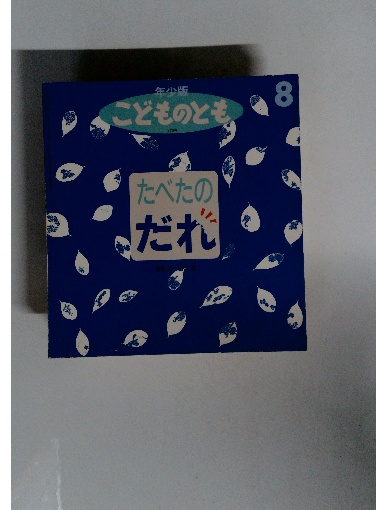 年少版
こどものとも
8
たべたの
だれ